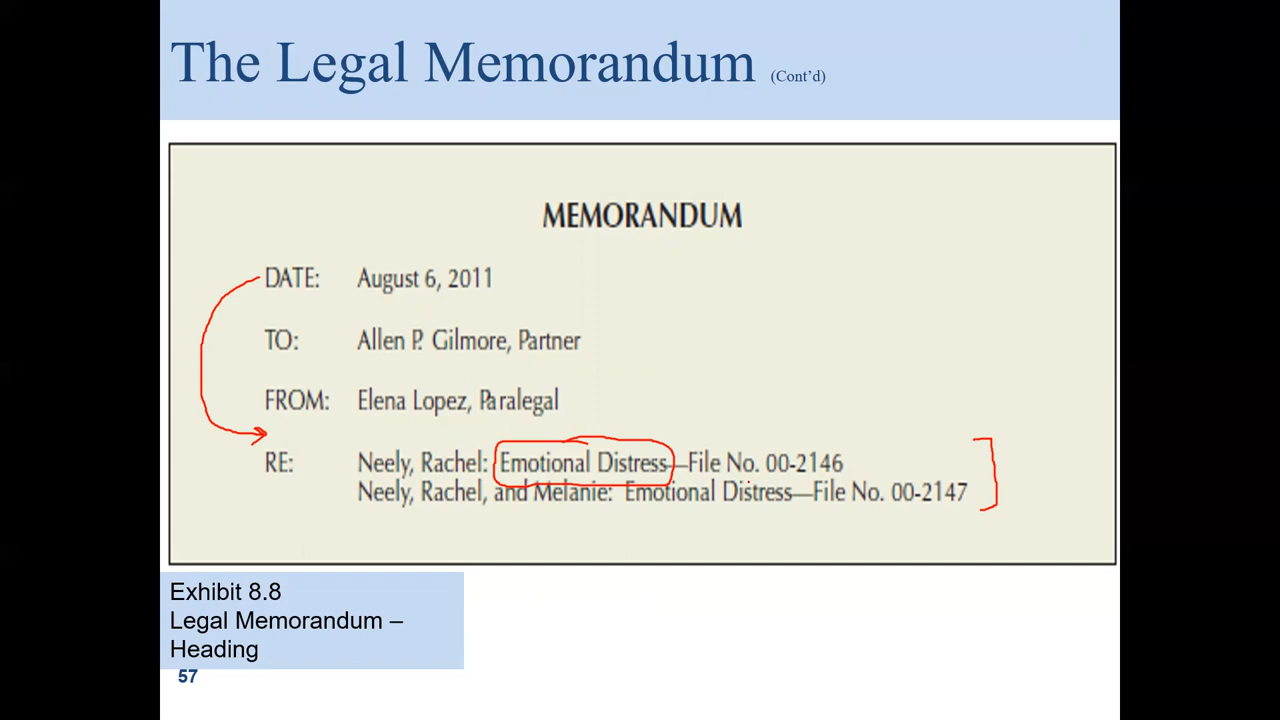 The Legal Memorandum (Cont'd)
MEMORANDUM
DATE: August 6, 2011
TO: Allen P. Gilmore, Partner
FROM: Elena Lopez, Paralegal
RE: Neely, Rachel: Emotional Distress—File No. 00-2146
Neely, Rachel, and Melanie: Emotional Distress—File No. 00-2147
Exhibit 8.8
Legal Memorandum –
Heading
57